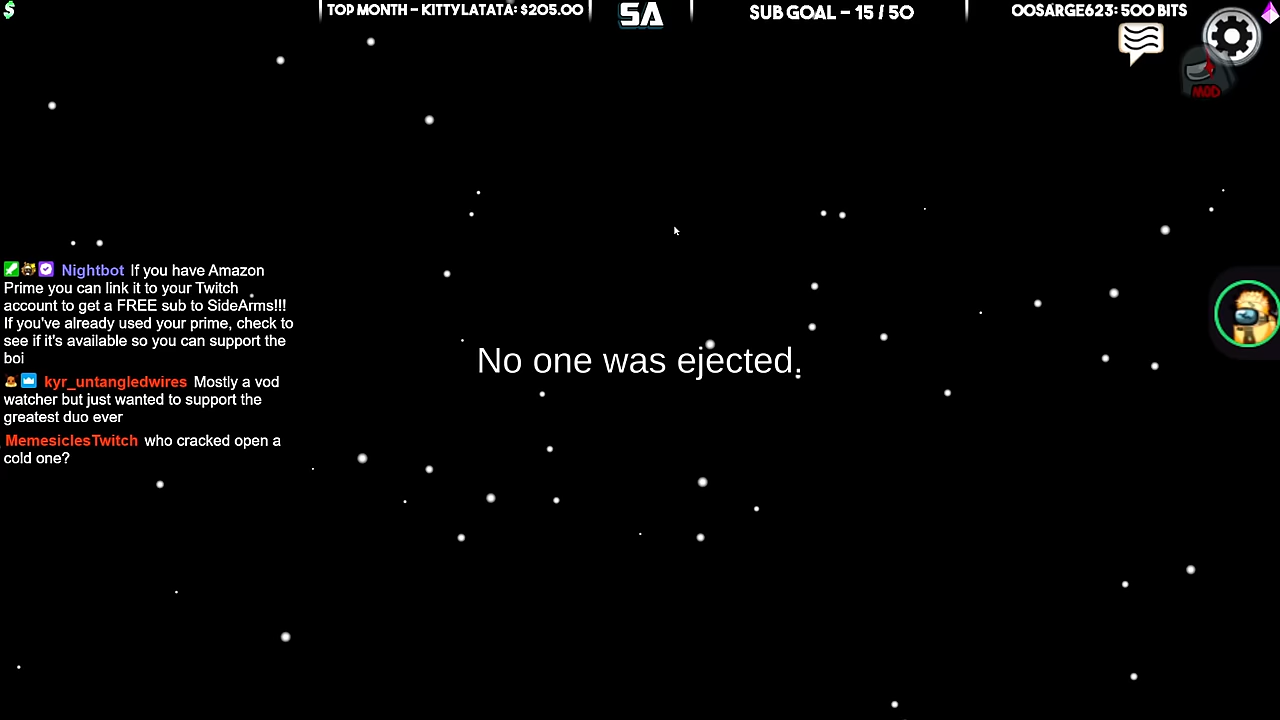 $
TOP MONTH - KITTYLATATA: $205.00
SA
SUB GOAL - 15 / 50
OOSARGE623: 500 BITS
MOD
Nightbot If you have Amazon
Prime you can link it to your Twitch
account to get a FREE sub to SideArms!!!
If you've already used your prime, check to
see if it's available so you can support the
boi
kyr_untangledwires Mostly a vod
watcher but just wanted to support the
greatest duo ever
MemesiclesTwitch who cracked open a
cold one?
No one was ejected.